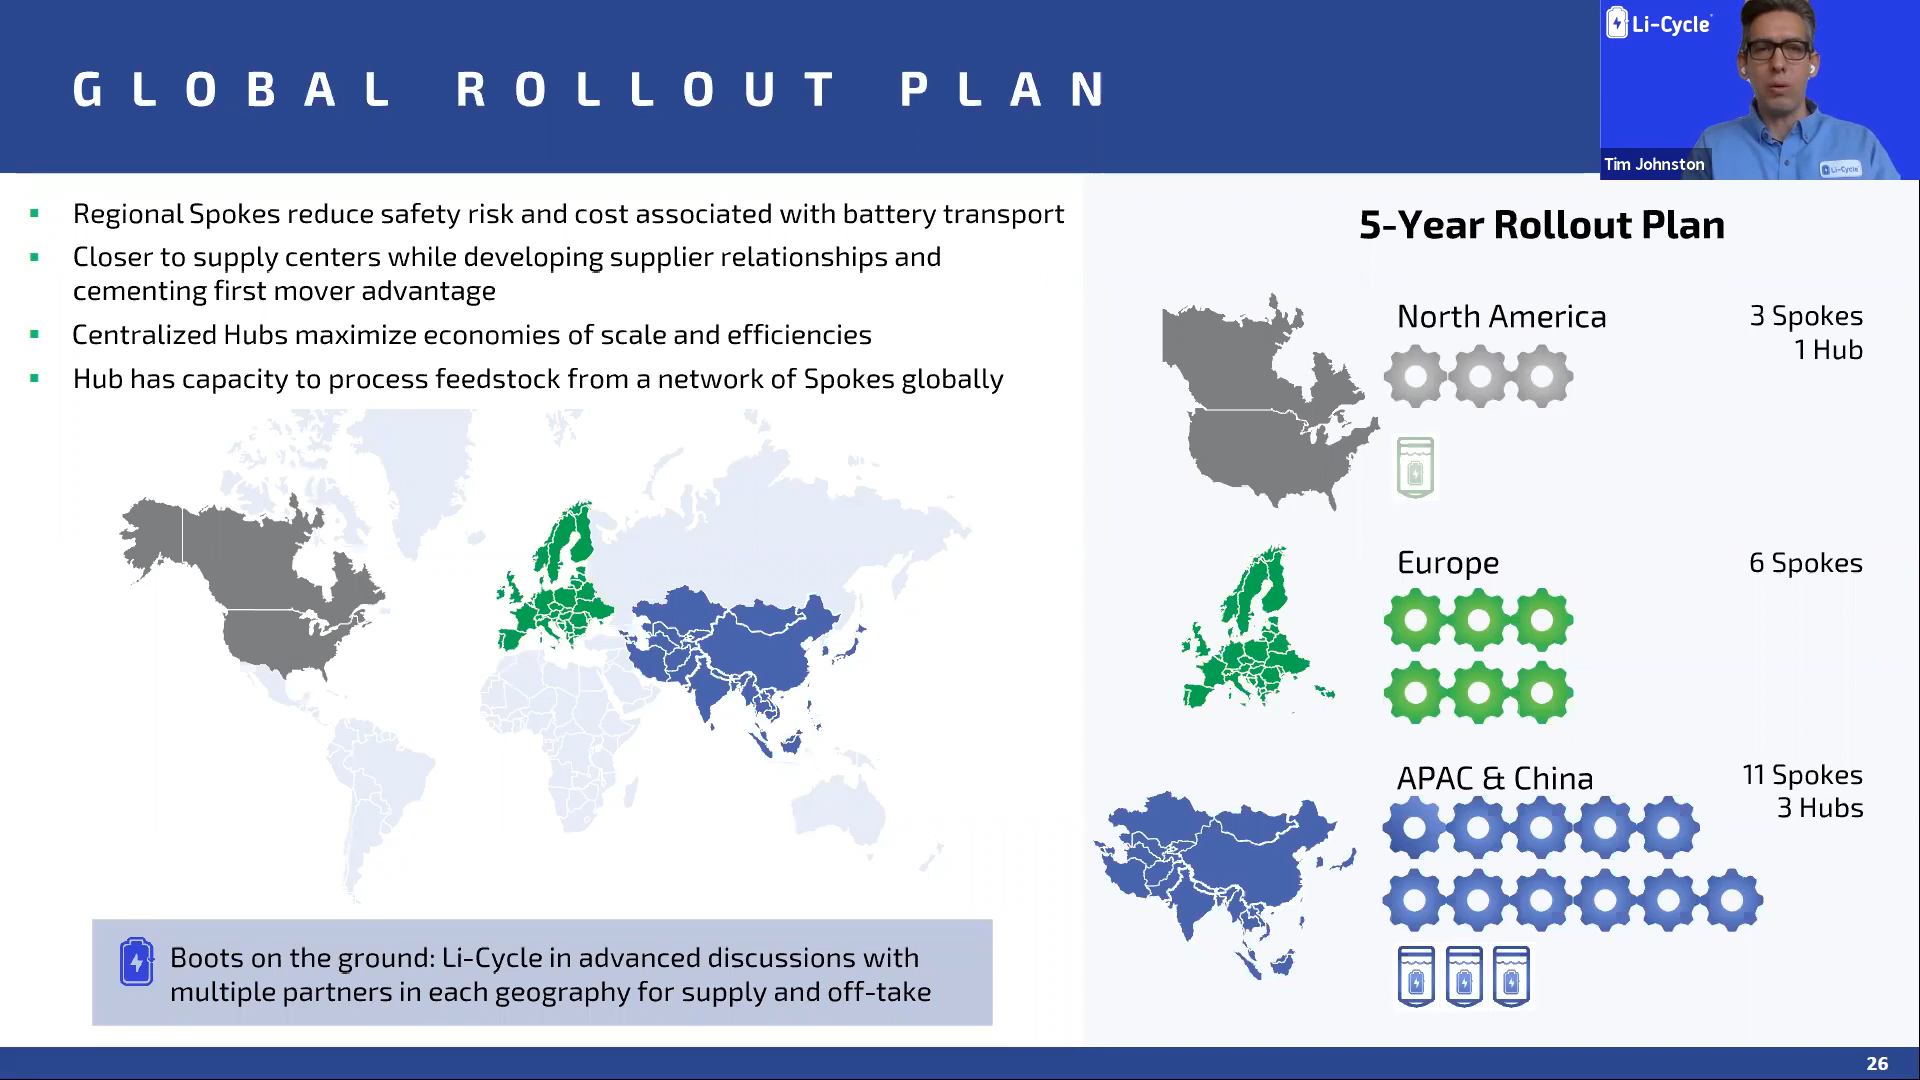 GLOBAL ROLLOUT PLAN
Li-Cycle
Tim Johnston
Li-Cycle
Regional Spokes reduce safety risk and cost associated with battery transport
Closer to supply centers while developing supplier relationships and
cementing first mover advantage
Centralized Hubs maximize economies of scale and efficiencies
Hub has capacity to process feedstock from a network of Spokes globally
Boots on the ground: Li-Cycle in advanced discussions with
multiple partners in each geography for supply and off-take
5-Year Rollout Plan
North America
3 Spokes
1 Hub
Europe
6 Spokes
APAC & China
11 Spokes
3 Hubs
26